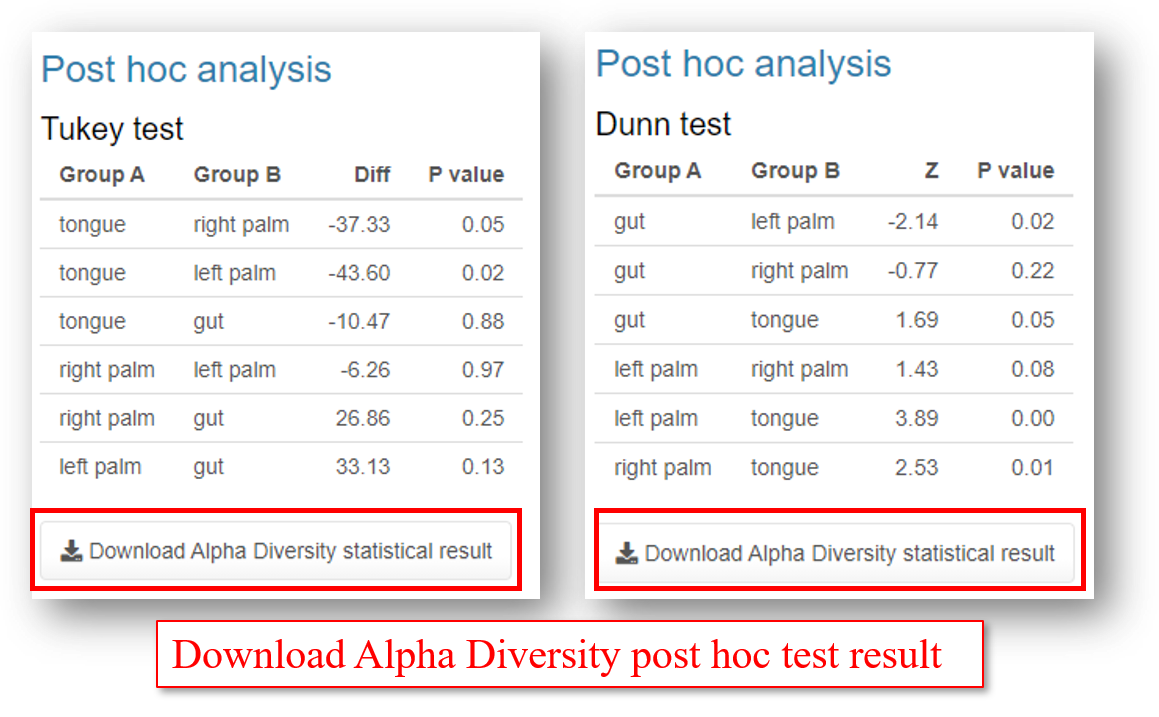 Post hoc analysis
Tukey test
Group A Group B Diff P value
tongue right palm -37.33 0.05
tongue left palm -43.60 0.02
tongue gut -10.47 0.88
right palm left palm -6.26 0.97
right palm gut 26.86 0.25
left palm gut 33.13 0.13
Download Alpha Diversity statistical result
Post hoc analysis
Dunn test
Group A Group B Z P value
gut left palm -2.14 0.02
gut right palm -0.77 0.22
gut tongue 1.69 0.05
left palm right palm 1.43 0.08
left palm tongue 3.89 0.00
right palm tongue 2.53 0.01
Download Alpha Diversity statistical result
Download Alpha Diversity post hoc test result